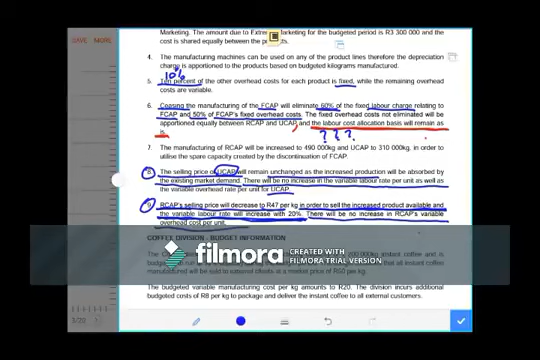 Marketing. The amount due to Extreme Marketing for the budgeted period is R3 300 000 and the
cost is shared equally between the products.
4. The manufacturing machines can be used on any of the product lines therefore the depreciation
charge is apportioned to the products based on budgeted kilograms manufactured.
10%
5. Ten percent of the other overhead costs for each product is fixed, while the remaining overhead
costs are variable.
6. Ceasing the manufacturing of the FCAP will eliminate 60% of the fixed labour charge relating to
FCAP and 50% of FCAP's fixed overhead costs. The fixed overhead costs not eliminated will be
apportioned equally between RCAP and UCAP, and the labour cost allocation basis will remain as
is.
? ? ?
7. The manufacturing of RCAP will be increased to 490 000kg and UCAP to 310 000kg, in order to
utilise the spare capacity created by the discontinuation of FCAP.
8. The selling price of UCAP will remain unchanged as the increased production will be absorbed by
the existing market demand. There will be no increase in the variable labour rate per unit as well as
the variable overhead rate per unit for UCAP.
9. RCAP's selling price will decrease to R47 per kg in order to sell the increased product available and
the variable labour rate will increase with 20%. There will be no increase in RCAP's variable
overhead cost per unit.
COFFEE DIVISION - BUDGET INFORMATION
filmora
CREATED WITH
FILMORA TRIAL VERSION
instant coffee and is
that all instant coffee
manufactured will be sold to external clients at a market price of R50 per kg.
The budgeted variable manufacturing cost per kg amounts to R20. The division incurs additional
budgeted costs of R8 per kg to package and deliver the instant coffee to all external customers.